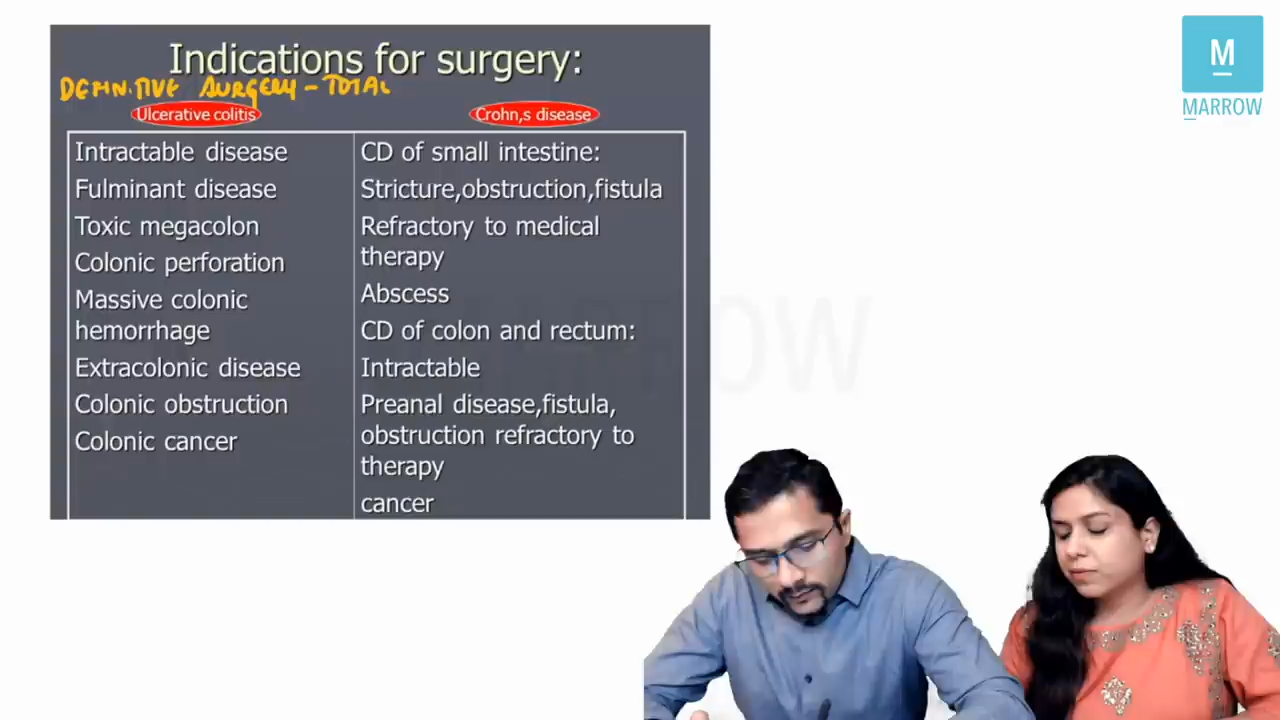 Indications for surgery:
DEFINITIVE SURGERY - TOTAL
Ulcerative colitis
Crohn,s disease
Intractable disease
Fulminant disease
Toxic megacolon
Colonic perforation
Massive colonic
hemorrhage
Extracolonic disease
Colonic obstruction
Colonic cancer
CD of small intestine:
Stricture,obstruction,fistula
Refractory to medical
therapy
Abscess
CD of colon and rectum:
Intractable
Preanal disease,fistula,
obstruction refractory to
therapy
cancer
M
MARROW
MARROW